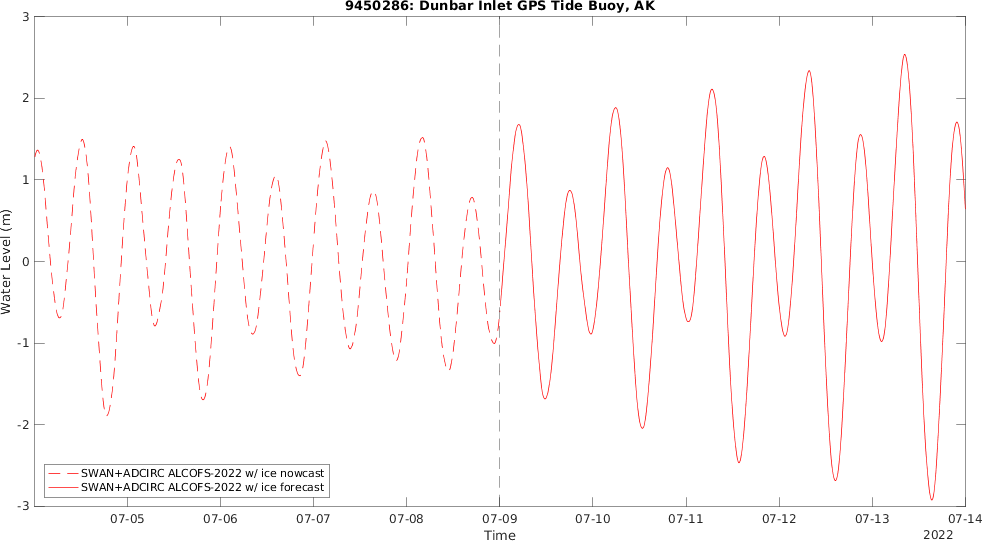 9450286: Dunbar Inlet GPS Tide Buoy, AK
3
2
1
0
-1
-2
-3
Water Level (m)
SWAN+ADCIRC ALCOFS-2022 w/ ice nowcast
SWAN+ADCIRC ALCOFS-2022 w/ ice forecast
07-05 07-06 07-07 07-08 07-09 07-10 07-11 07-12 07-13 07-14
Time
2022